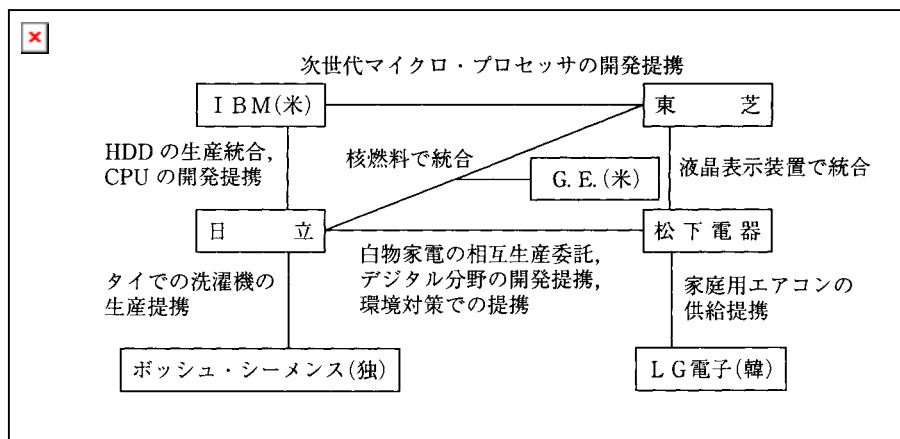 次世代マイクロ・プロセッサの開発提携
ＩＢＭ(米)
東芝
HDDの生産統合,
CPUの開発提携
核燃料で統合
G. E.(米)
液晶表示装置で統合
日立
松下電器
タイでの洗濯機の
生産提携
白物家電の相互生産委託,
デジタル分野の開発提携,
環境対策での提携
家庭用エアコンの
供給提携
ボッシュ・シーメンス(独)
ＬＧ電子(韓)